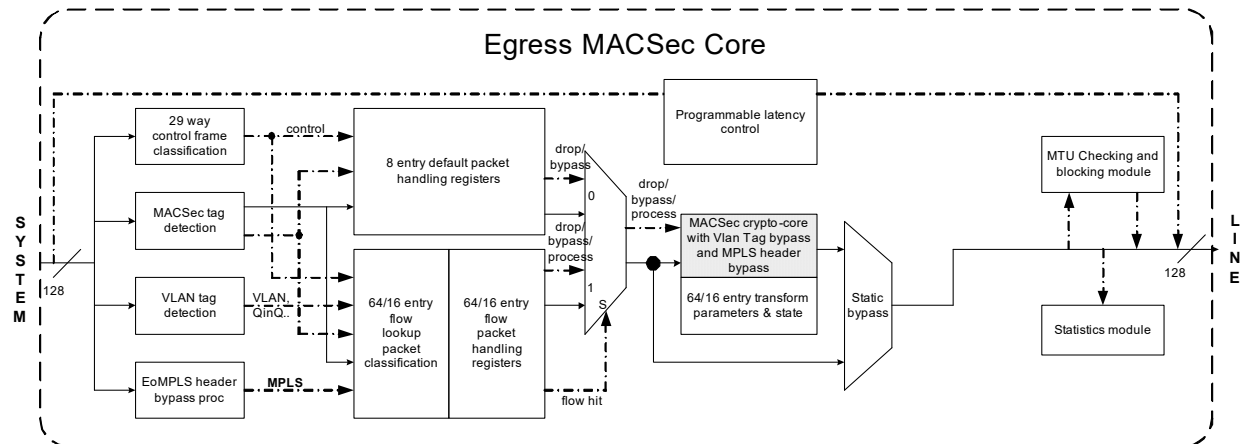 Egress MACSec Core
29 way
control frame
classification
control
8 entry default packet
handling registers
drop/
bypass
Programmable latency
control
MTU Checking and
blocking module
MACSec tag
detection
0
drop/
bypass/
process
drop/
bypass/
process
MACSec crypto-core
with Vlan Tag bypass
and MPLS header
bypass
S
Y
S
T
E
M
128
L
I
N
E
128
VLAN tag
detection
VLAN,
QinQ..
64/16 entry
flow
lookup
packet
classification
64/16 entry
flow
packet
handling
registers
1
S
64/16 entry transform
parameters & state
Static
bypass
Statistics module
EoMPLS header
bypass proc
MPLS
flow hit